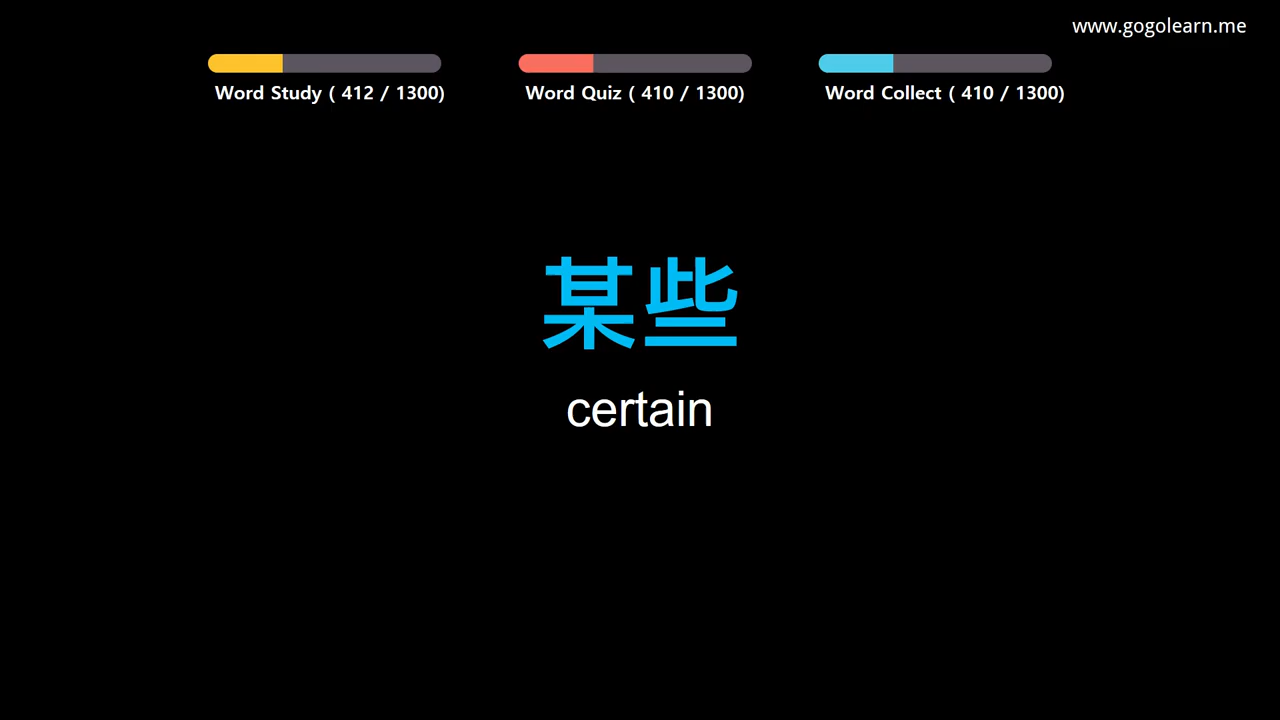 www.gogolearn.me
Word Study ( 412 / 1300)
Word Quiz ( 410 / 1300)
Word Collect ( 410 / 1300)
某些
certain